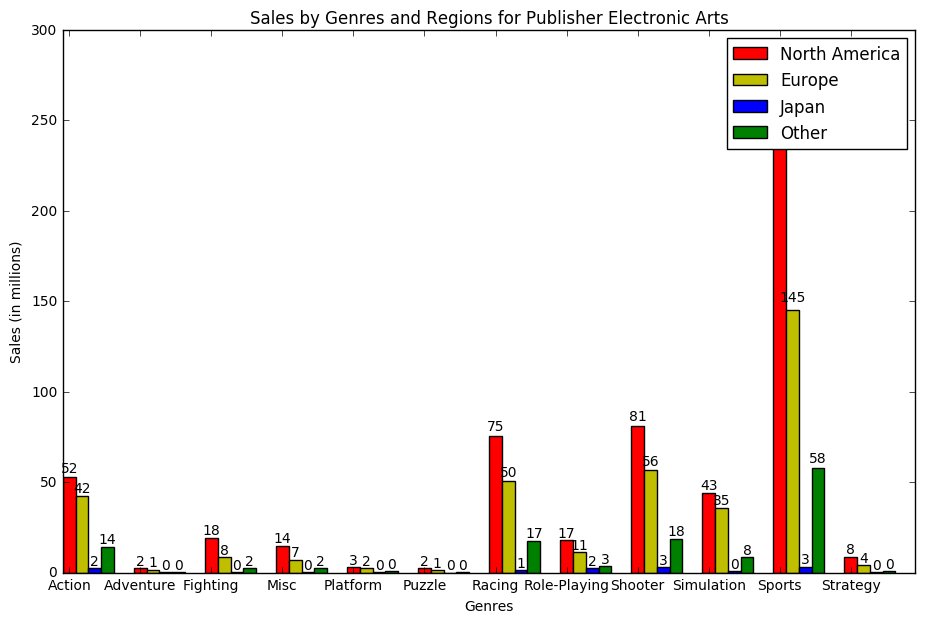 Sales by Genres and Regions for Publisher Electronic Arts
300
250
200
150
100
50
0
Sales (in millions)
North America
Europe
Japan
Other
52 42 2 14
2 1 0 0
18 8 0 2
14 7 0 2
3 2 0 0
2 1 0 0
75 50 1 17
17 11 2 3
81 56 3 18
43 35 0 8
145 3 58
8 4 0 0
Action Adventure Fighting Misc Platform Puzzle Racing Role-Playing Shooter Simulation Sports Strategy
Genres